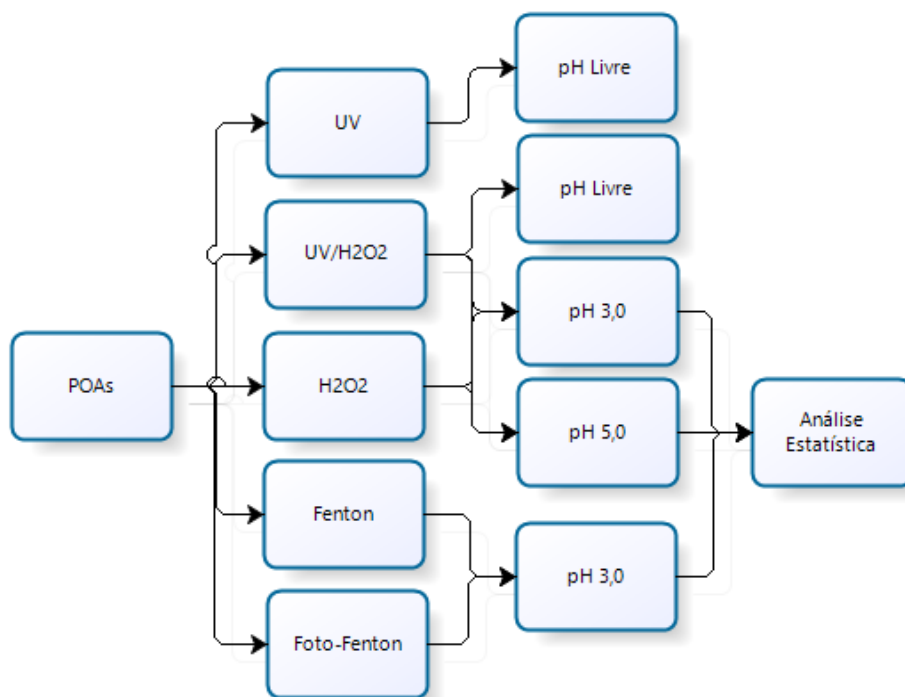 POAs
UV
UV/H2O2
H2O2
Fenton
Foto-Fenton
pH Livre
pH Livre
pH 3,0
pH 5,0
pH 3,0
Análise
Estatística